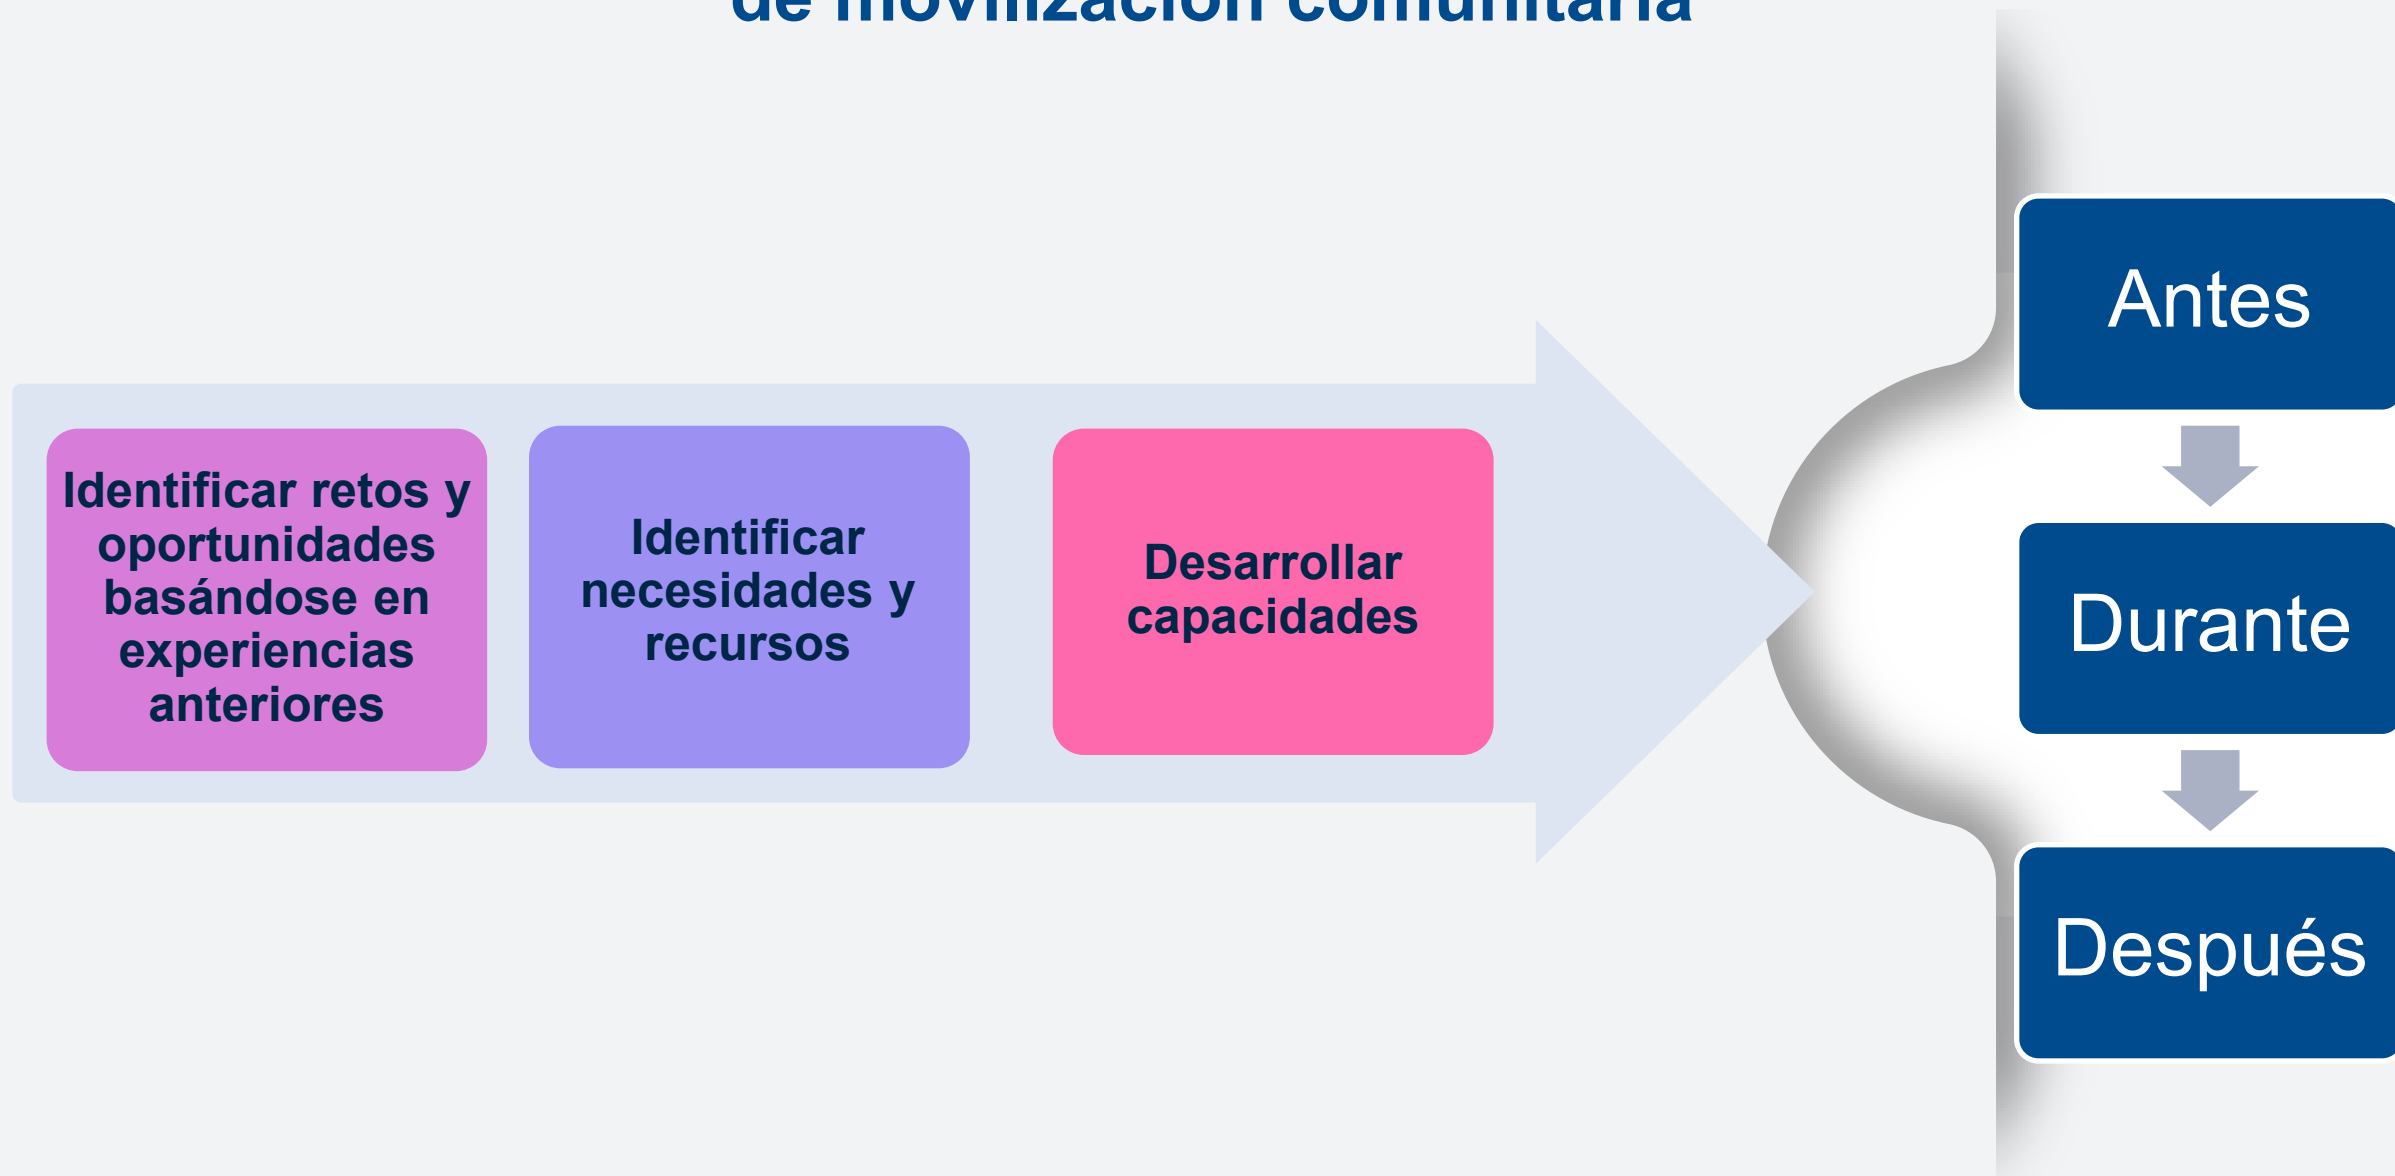 de movilización comunitaria
Identificar retos y
oportunidades
basándose en
experiencias
anteriores
Identificar
necesidades y
recursos
Desarrollar
capacidades
Antes
Durante
Después